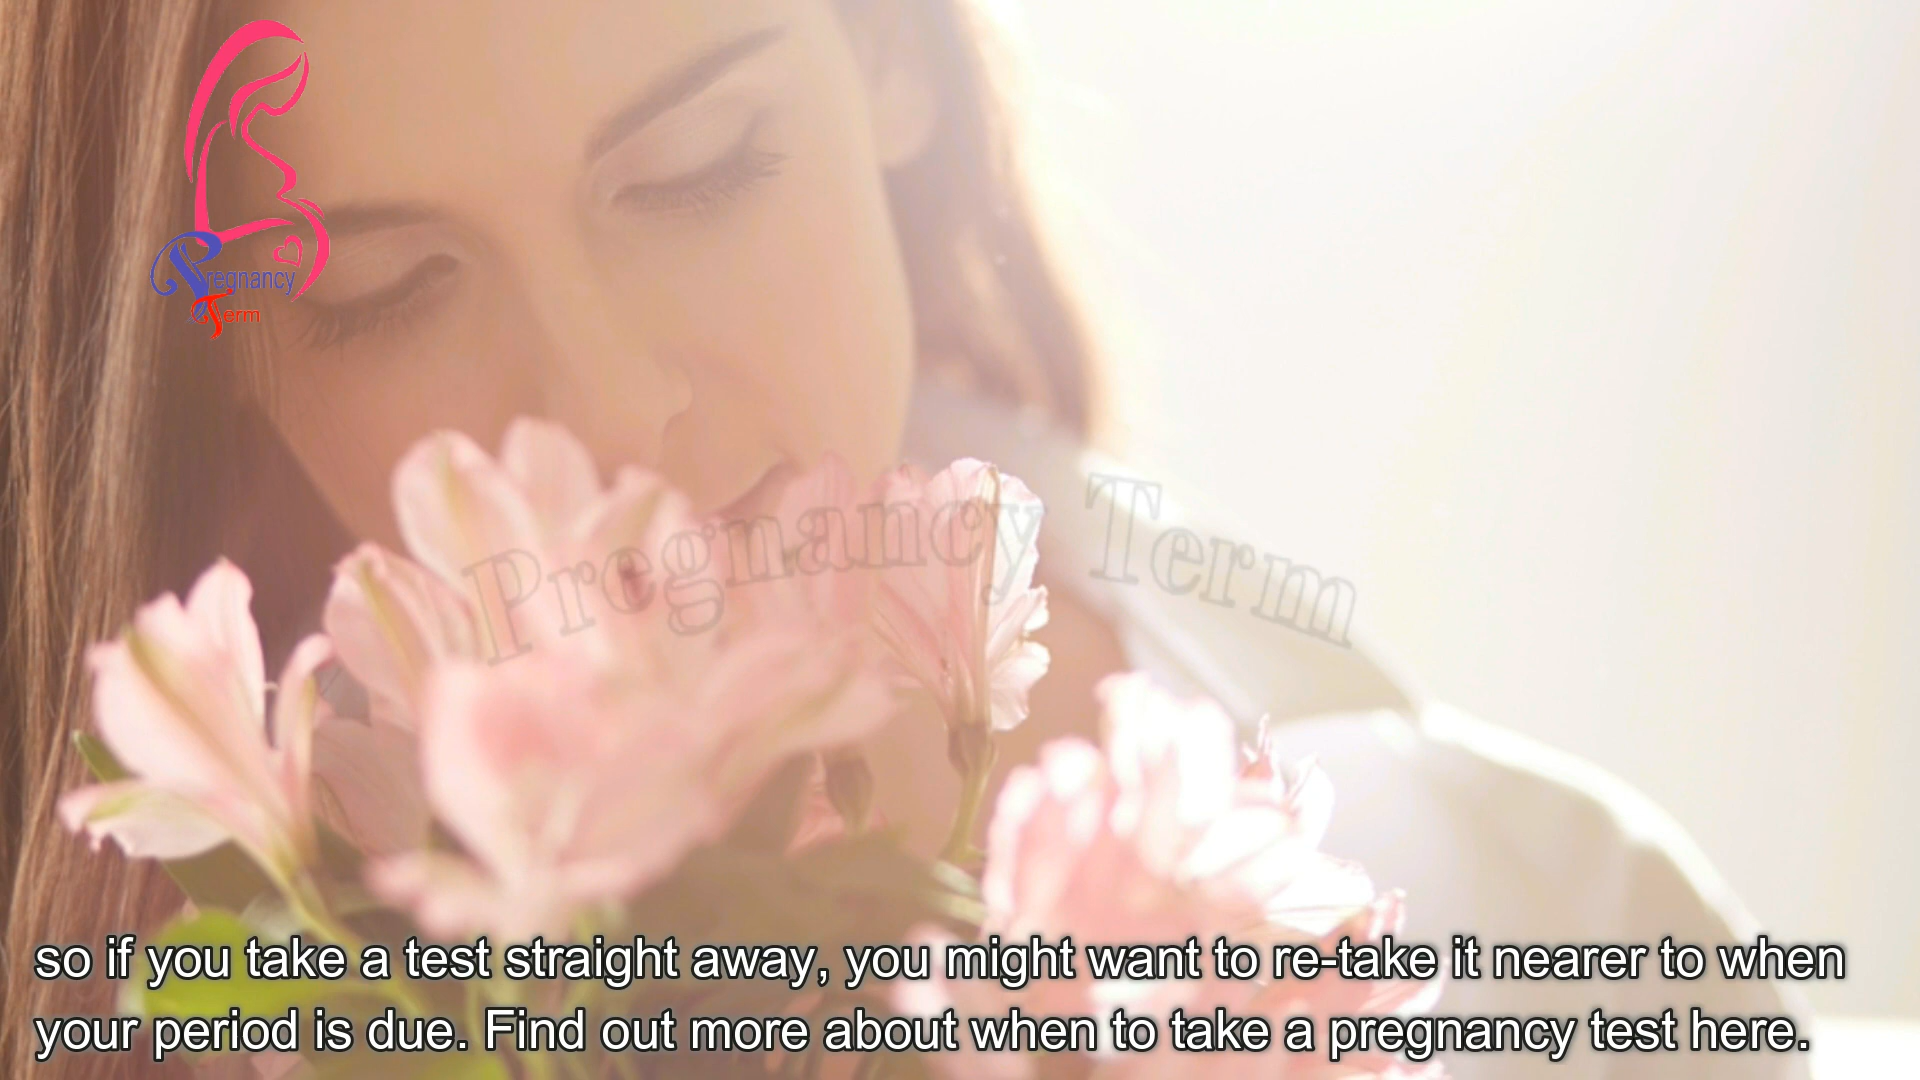 Pregnancy
Term
Pregnancy Term
so if you take a test straight away, you might want to re-take it nearer to when
your period is due. Find out more about when to take a pregnancy test here.